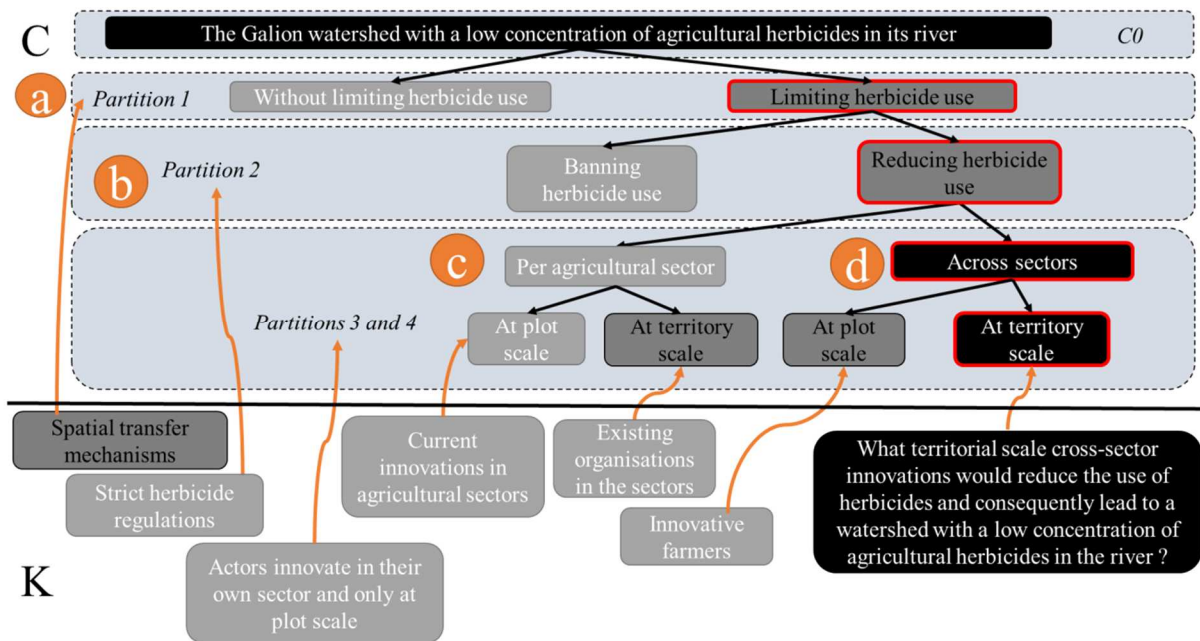 C
The Galion watershed with a low concentration of agricultural herbicides in its river
C0
a
Partition 1
Without limiting herbicide use
Limiting herbicide use
b
Partition 2
Banning
herbicide use
Reducing herbicide
use
c
Per agricultural sector
d
Across sectors
Partitions 3 and 4
At plot
scale
At territory
scale
At plot
scale
At territory
scale
Spatial transfer
mechanisms
Strict herbicide
regulations
Actors innovate in their
own sector and only at
plot scale
Current
innovations in
agricultural sectors
Existing
organisations
in the sectors
Innovative
farmers
What territorial scale cross-sector
innovations would reduce the use of
herbicides and consequently lead to a
watershed with a low concentration of
agricultural herbicides in the river ?
K